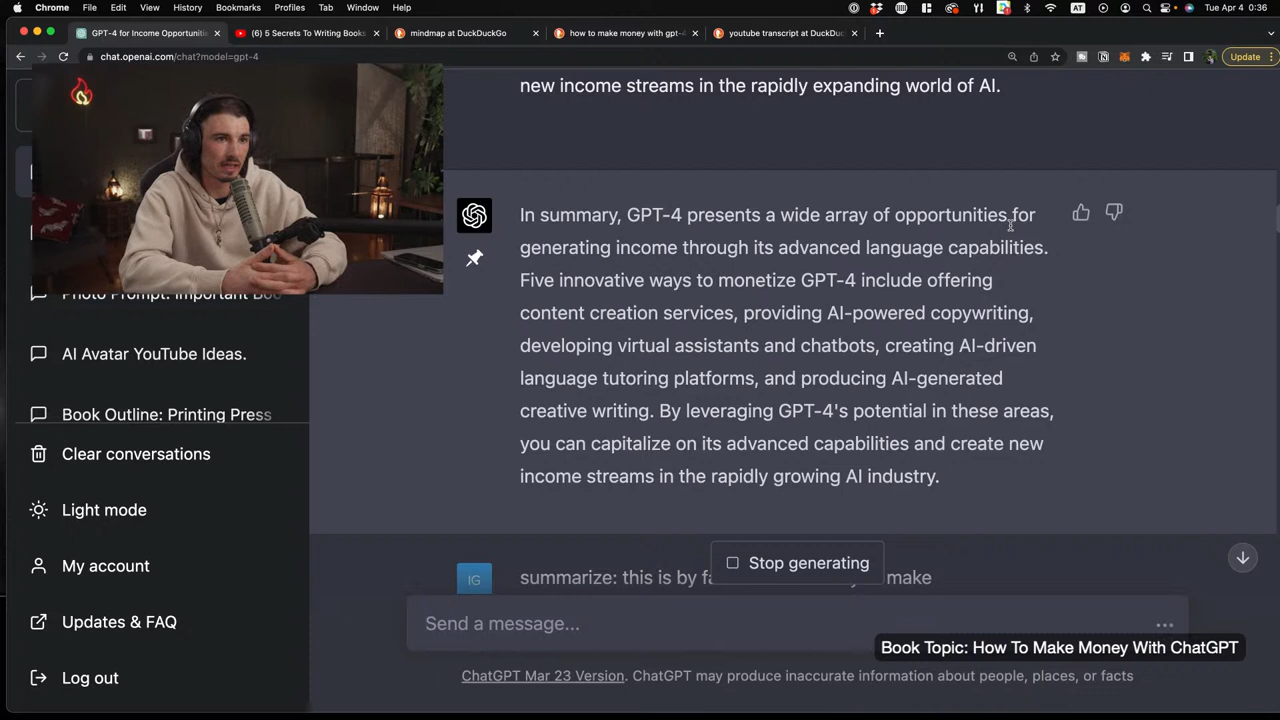 Chrome File Edit View History Bookmarks Profiles Tab Window Help
AT
Tue Apr 4 0:36
GPT-4 for Income Opportuniti
(6) 5 Secrets To Writing Books
mindmap at DuckDuckGo
how to make money with gpt-
youtube transcript at DuckDu
chat.openai.com/chat?model=gpt-4
Update
new income streams in the rapidly expanding world of AI.
In summary, GPT-4 presents a wide array of opportunities for
generating income through its advanced language capabilities.
Five innovative ways to monetize GPT-4 include offering
content creation services, providing AI-powered copywriting,
developing virtual assistants and chatbots, creating AI-driven
language tutoring platforms, and producing AI-generated
creative writing. By leveraging GPT-4's potential in these areas,
you can capitalize on its advanced capabilities and create new
income streams in the rapidly growing AI industry.
Photo Prompt: Important Boo
AI Avatar YouTube Ideas.
Book Outline: Printing Press
Clear conversations
Light mode
My account
Updates & FAQ
Log out
Stop generating
IG
summarize: this is by fa
make
Send a message...
Book Topic: How To Make Money With ChatGPT
ChatGPT Mar 23 Version. ChatGPT may produce inaccurate information about people, places, or facts